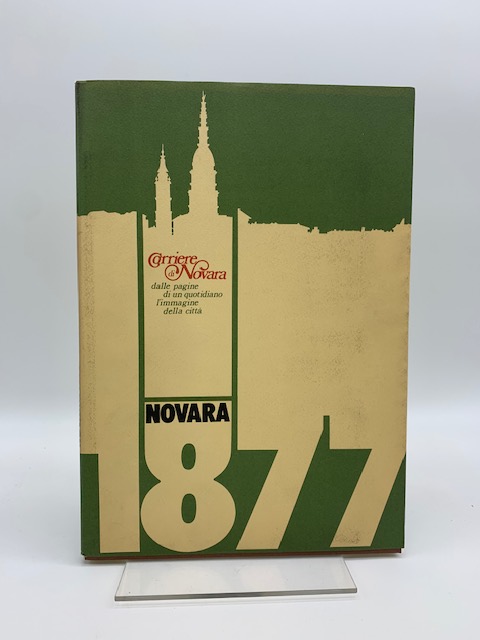 Corriere
di Novara
dalle pagine
di un quotidiano
l'immagine
della città
NOVARA
1877